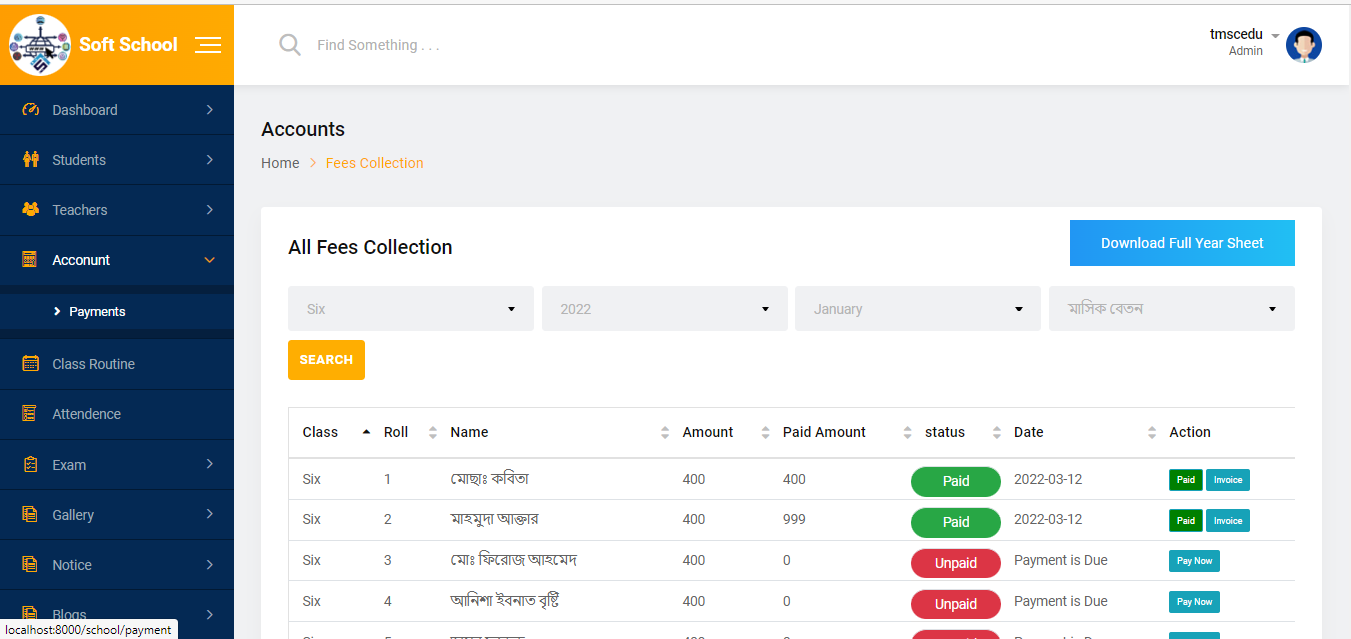 Soft School
Find Something . . .
tmscedu
Admin
Dashboard
Students
Teachers
Acconunt
Payments
Class Routine
Attendence
Exam
Gallery
Notice
Blogs
localhost:8000/school/payment
Accounts
Home > Fees Collection
All Fees Collection
Download Full Year Sheet
Six 2022 January মাসিক বেতন
SEARCH
Class Roll Name Amount Paid Amount status Date Action
Six 1 মোছাঃ কবিতা 400 400 Paid 2022-03-12 Paid Invoice
Six 2 মাহমুদা আক্তার 400 999 Paid 2022-03-12 Paid Invoice
Six 3 মোঃ ফিরোজ আহমেদ 400 0 Unpaid Payment is Due Pay Now
Six 4 আনিশা ইবনাত বৃষ্টি 400 0 Unpaid Payment is Due Pay Now